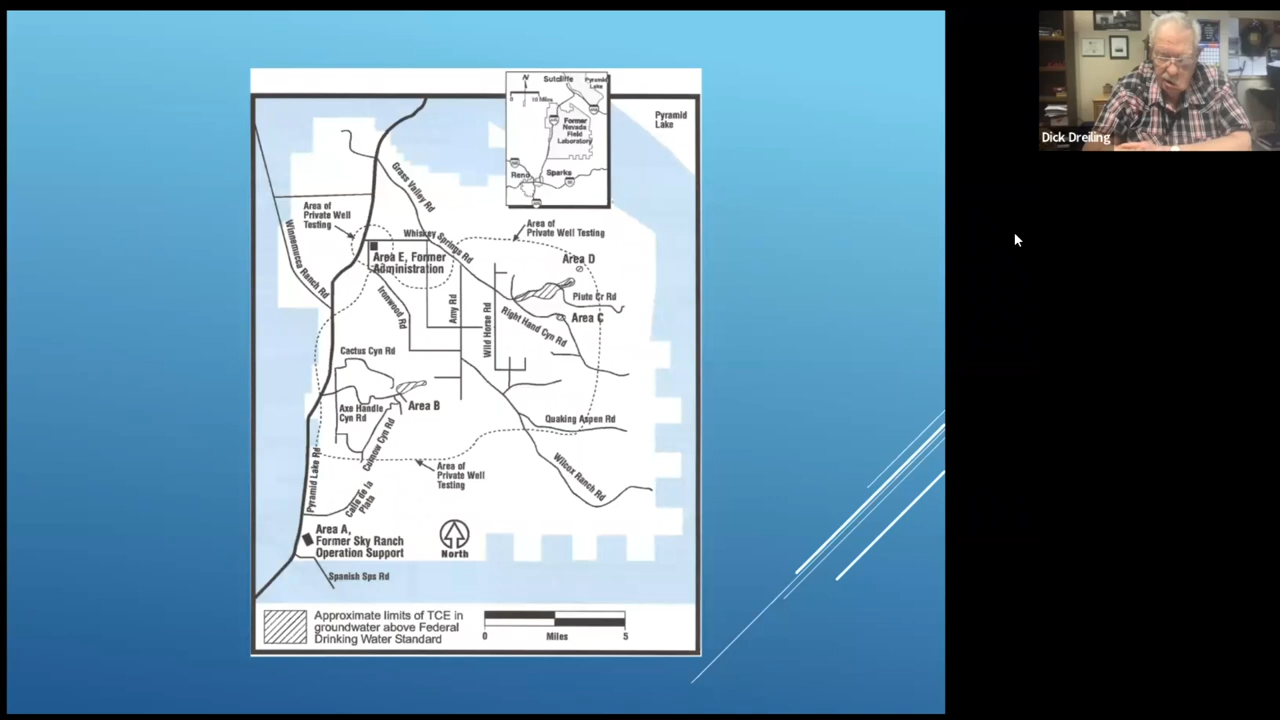 N
Sutcliffe
Pyramid
Lake
0 10 Miles
Former
Nevada
Field
Laboratory
Reno
Sparks
Pyramid
Lake
Grass Valley Rd
Area of
Private Well
Testing
Winnemucca Ranch Rd
Whiskey Springs Rd
Area of
Private Well Testing
Area E, Former
Administration
Area D
Piute Cr Rd
Area C
Right Hand Cyn Rd
Ironwood Rd
Amy Rd
Wild Horse Rd
Cactus Cyn Rd
Axe Handle
Cyn Rd
Area B
Curnow Cyn Rd
Quaking Aspen Rd
Area of
Private Well
Testing
Wilcox Ranch Rd
Pyramid Lake Rd
Calle de la
Plata
Area A,
Former Sky Ranch
Operation Support
North
Spanish Sps Rd
Approximate limits of TCE in
groundwater above Federal
Drinking Water Standard
0 Miles 5
Dick Dreiling